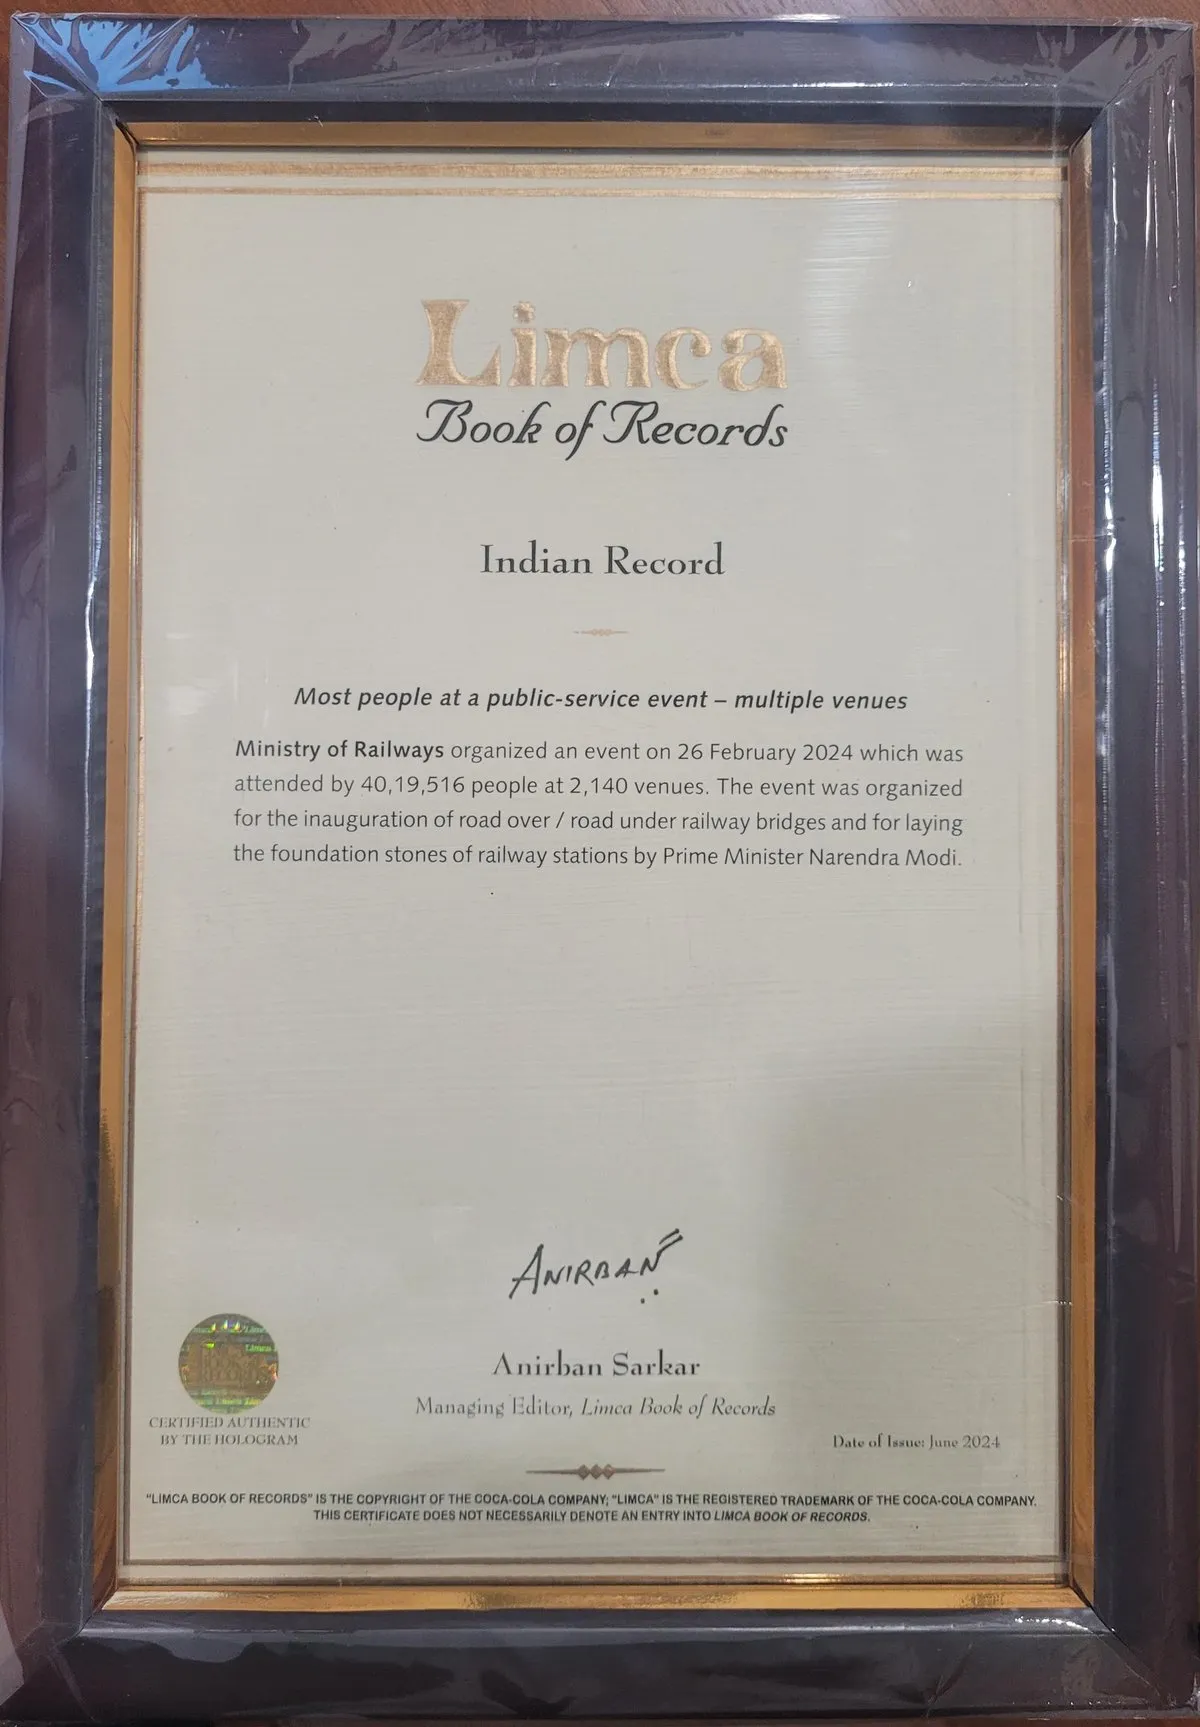 Limca
Book of Records
Indian Record
Most people at a public-service event – multiple venues
Ministry of Railways organized an event on 26 February 2024 which was
attended by 40,19,516 people at 2,140 venues. The event was organized
for the inauguration of road over / road under railway bridges and for laying
the foundation stones of railway stations by Prime Minister Narendra Modi.
ANIRBAN
Anirban Sarkar
Managing Editor, Limca Book of Records
CERTIFIED AUTHENTIC
BY THE HOLOGRAM
Date of Issue: June 2024
"LIMCA BOOK OF RECORDS" IS THE COPYRIGHT OF THE COCA-COLA COMPANY; "LIMCA" IS THE REGISTERED TRADEMARK OF THE COCA-COLA COMPANY.
THIS CERTIFICATE DOES NOT NECESSARILY DENOTE AN ENTRY INTO LIMCA BOOK OF RECORDS.